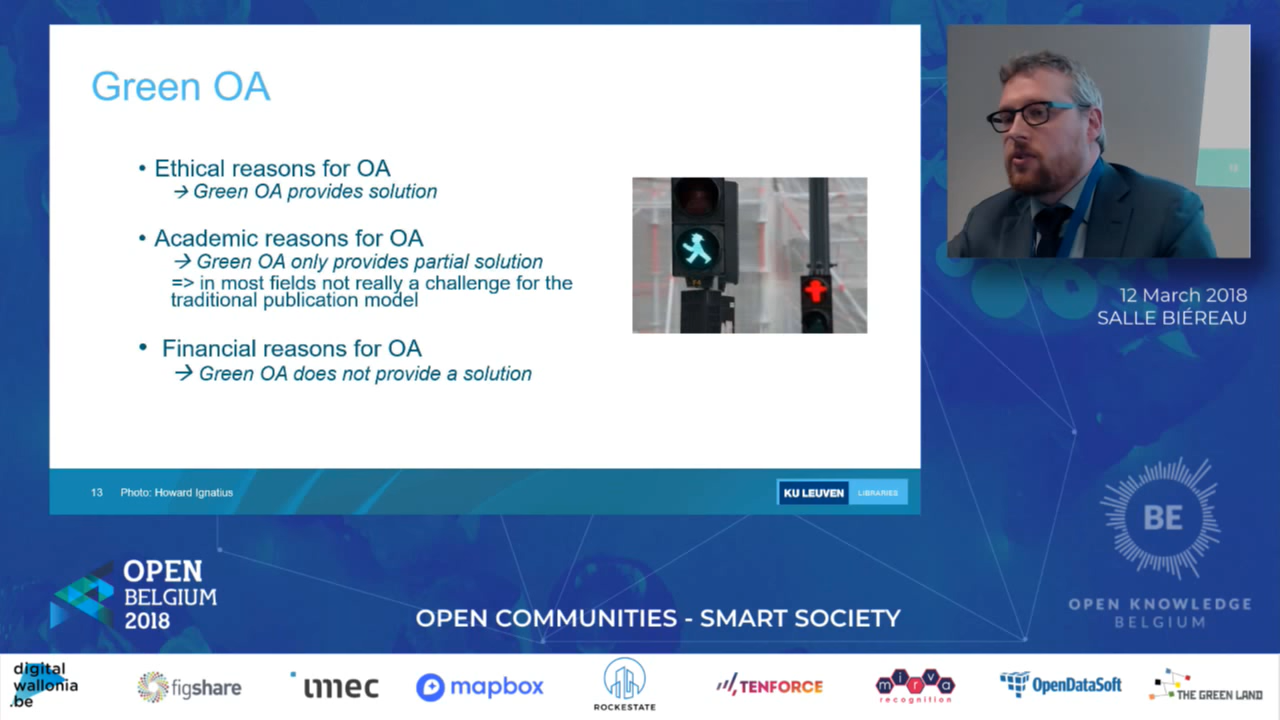 Green OA
• Ethical reasons for OA
→ Green OA provides solution
• Academic reasons for OA
→ Green OA only provides partial solution
=> in most fields not really a challenge for the
traditional publication model
• Financial reasons for OA
→ Green OA does not provide a solution
13 Photo: Howard Ignatius
KU LEUVEN LIBRARIES
12 March 2018
SALLE BIÉREAU
BE
OPEN KNOWLEDGE
BELGIUM
OPEN
BELGIUM
2018
OPEN COMMUNITIES - SMART SOCIETY
digital
wallonia
.be
figshare
imec
mapbox
ROCKESTATE
TENFORCE
mirva
recognition
OpenDataSoft
THE GREEN LAND